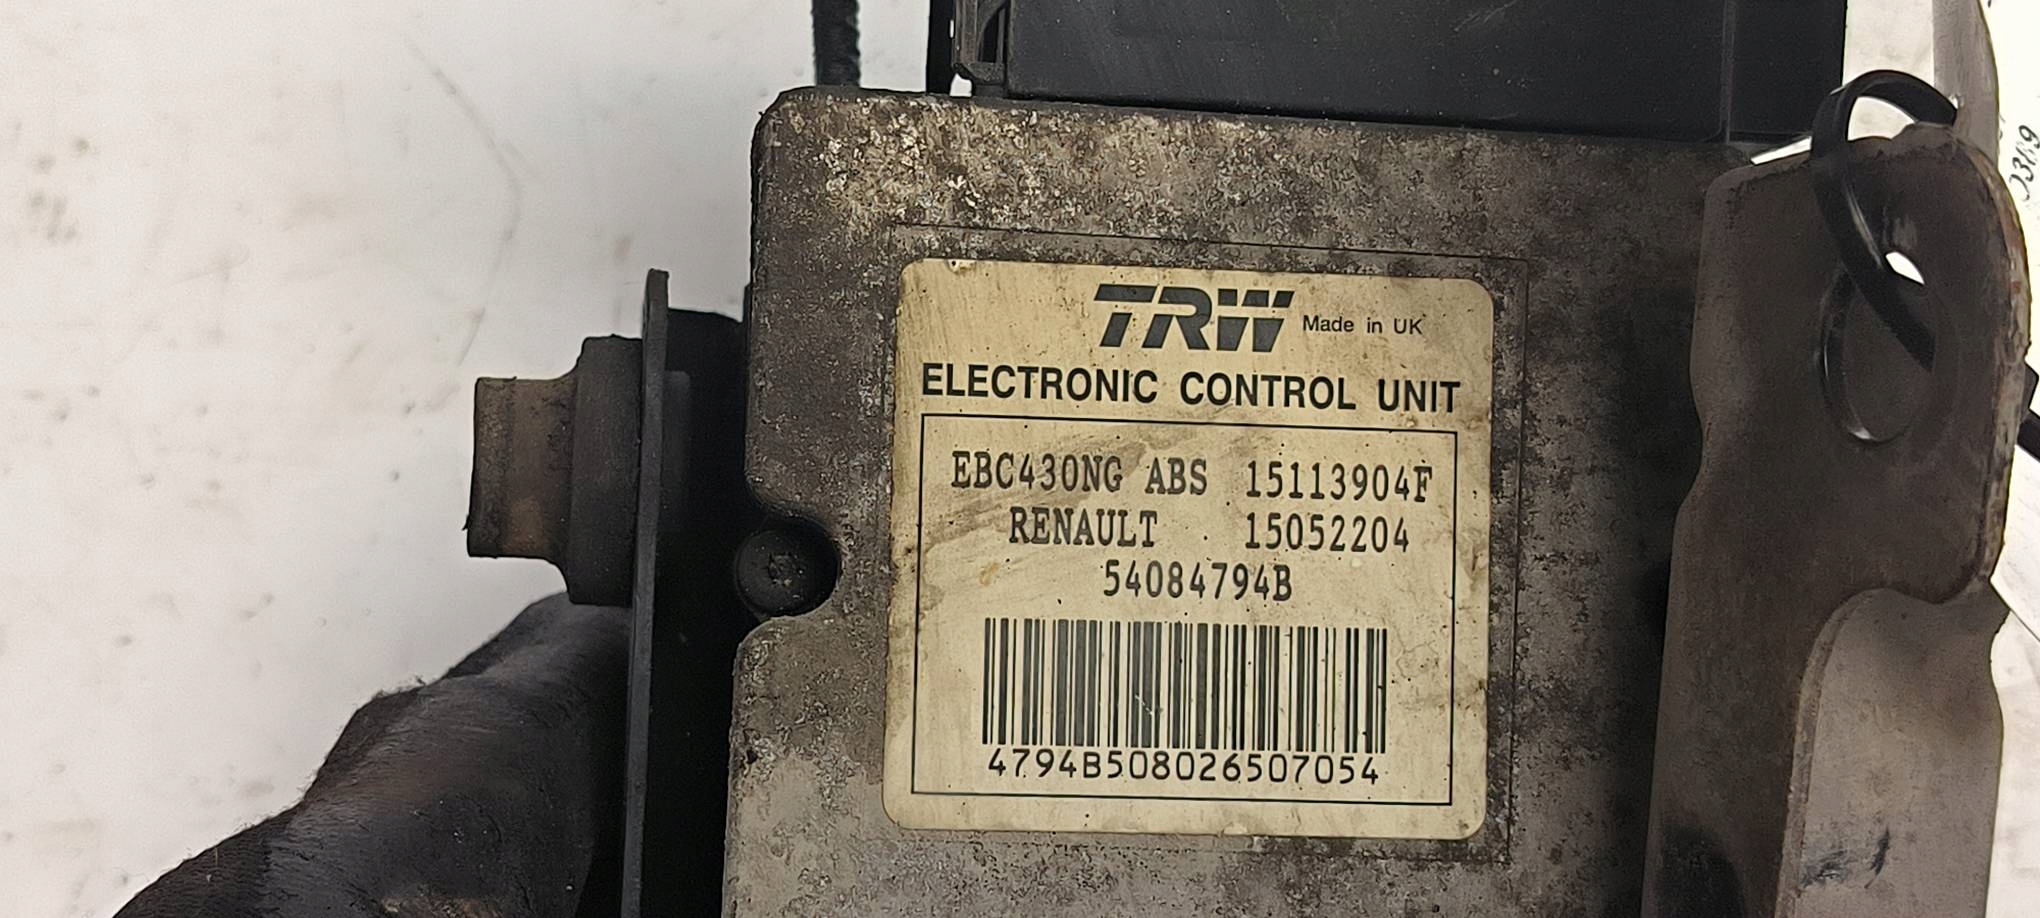 TRW Made in UK
ELECTRONIC CONTROL UNIT
EBC430NG ABS 15113904F
RENAULT 15052204
54084794B
4794B508026507054